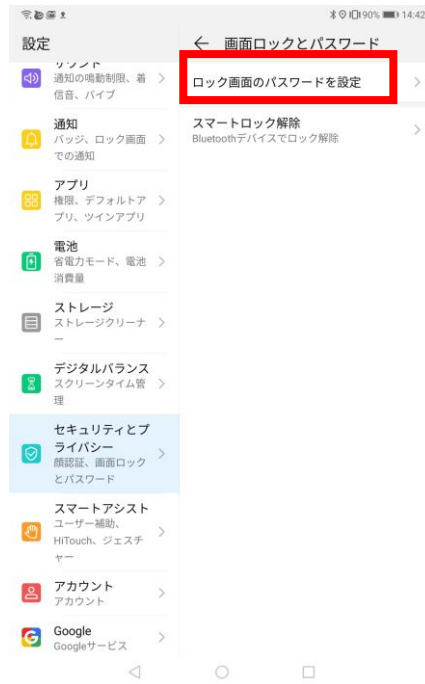 90% 14:42
設定
← 画面ロックとパスワード
サウンド
通知の鳴動制限、着
信音、バイブ
通知
バッジ、ロック画面
での通知
アプリ
権限、デフォルトア
プリ、ツインアプリ
電池
省電力モード、電池
消費量
ストレージ
ストレージクリーナ
ー
デジタルバランス
スクリーンタイム管
理
セキュリティとプ
ライバシー
顔認証、画面ロック
とパスワード
スマートアシスト
ユーザー補助、
HiTouch、ジェスチ
ャー
アカウント
アカウント
Google
Googleサービス
ロック画面のパスワードを設定
スマートロック解除
Bluetoothデバイスでロック解除